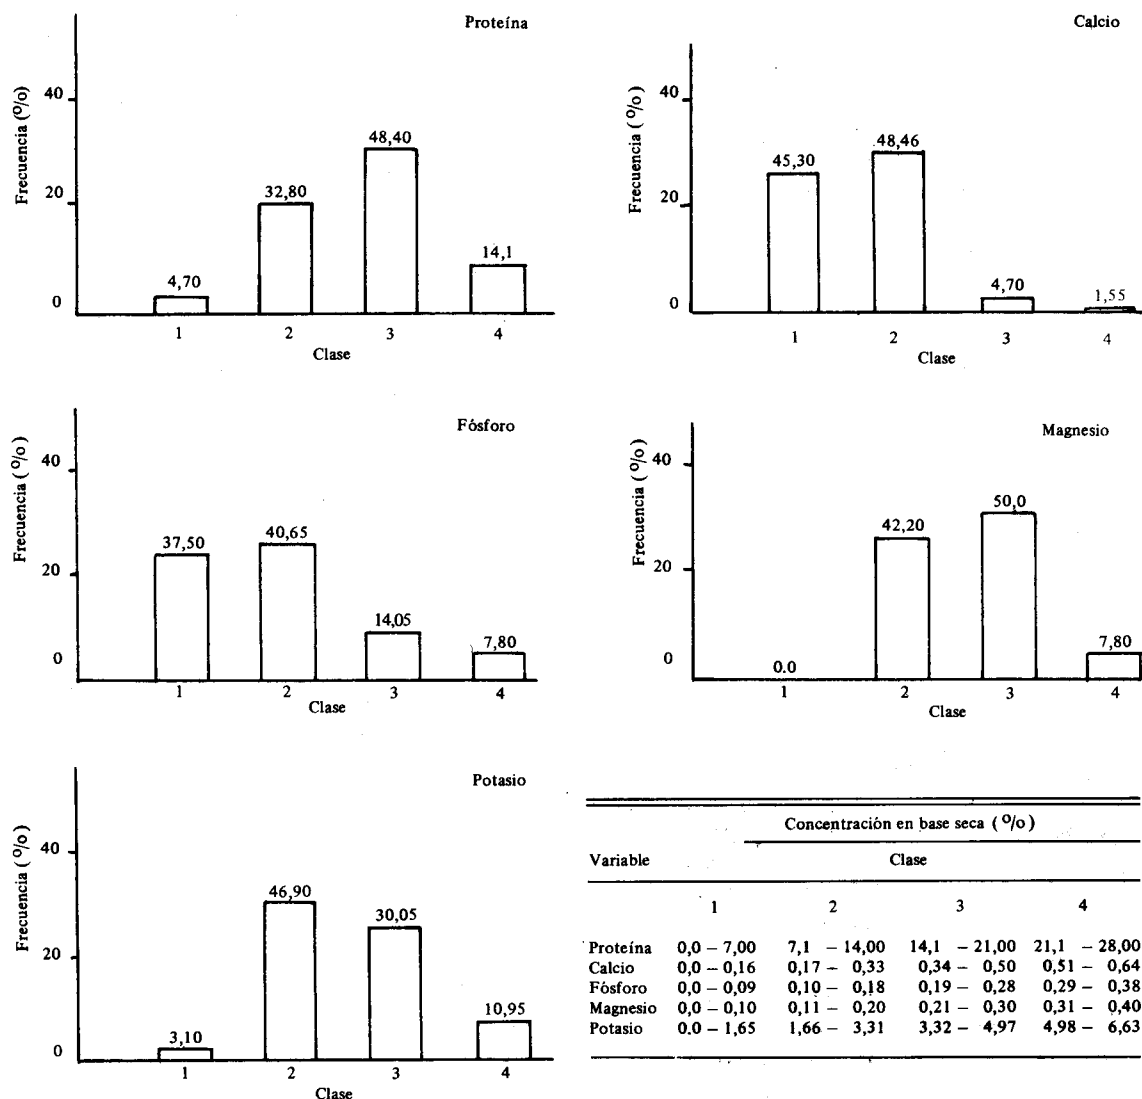 Proteína
Frecuencia (%)
40
20
0
4,70
32,80
48,40
14,1
1 2 3 4
Clase
Calcio
Frecuencia (%)
40
20
0
45,30
48,46
4,70
1,55
1 2 3 4
Clase
Fósforo
Frecuencia (%)
40
20
0
37,50
40,65
14,05
7,80
1 2 3 4
Clase
Magnesio
Frecuencia (%)
40
20
0
0.0
42,20
50,0
7,80
1 2 3 4
Clase
Potasio
Frecuencia (%)
40
20
0
3,10
46,90
30,05
10,95
1 2 3 4
Clase
Concentración en base seca (%)
Variable Clase
1 2 3 4
Proteína 0,0 – 7,00 7,1 – 14,00 14,1 – 21,00 21,1 – 28,00
Calcio 0,0 – 0,16 0,17 – 0,33 0,34 – 0,50 0,51 – 0,64
Fósforo 0,0 – 0,09 0,10 – 0,18 0,19 – 0,28 0,29 – 0,38
Magnesio 0,0 – 0,10 0,11 – 0,20 0,21 – 0,30 0,31 – 0,40
Potasio 0.0 – 1,65 1,66 – 3,31 3,32 – 4,97 4,98 – 6,63